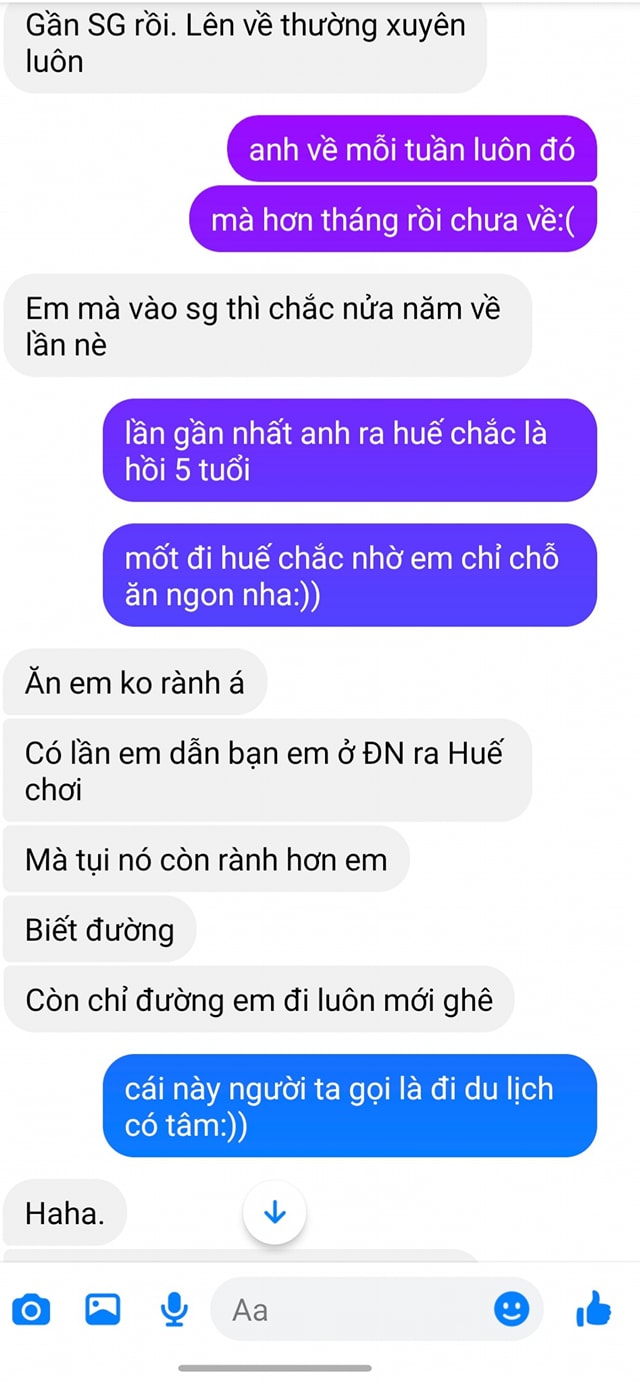 Gần SG rồi. Lên về thường xuyên
luôn
anh về mỗi tuần luôn đó
mà hơn tháng rồi chưa về:(
Em mà vào sg thì chắc nửa năm về
lần nè
lần gần nhất anh ra huế chắc là
hồi 5 tuổi
mốt đi huế chắc nhờ em chỉ chỗ
ăn ngon nha:))
Ăn em ko rành á
Có lần em dẫn bạn em ở ĐN ra Huế
chơi
Mà tụi nó còn rành hơn em
Biết đường
Còn chỉ đường em đi luôn mới ghê
cái này người ta gọi là đi du lịch
có tâm:))
Haha.
Aa